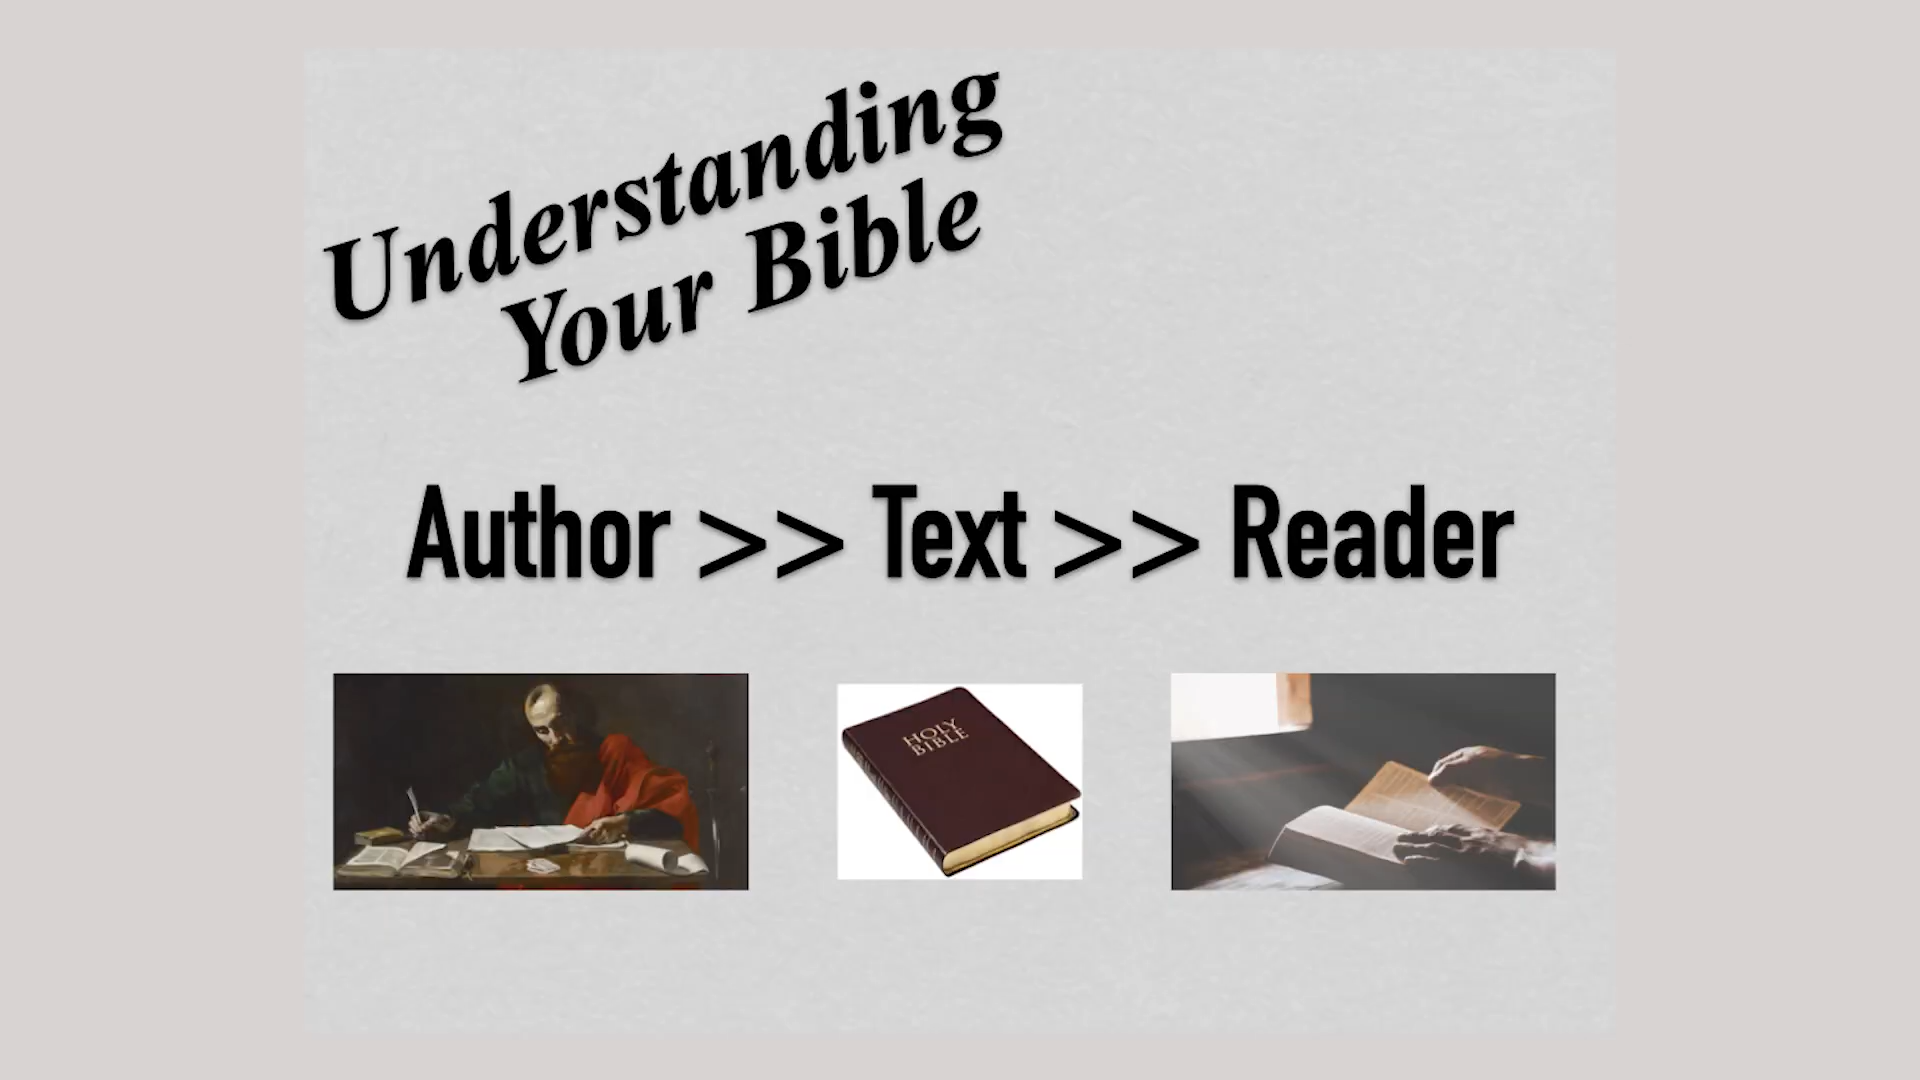 Understanding
Your Bible
Author >> Text >> Reader
HOLY
BIBLE